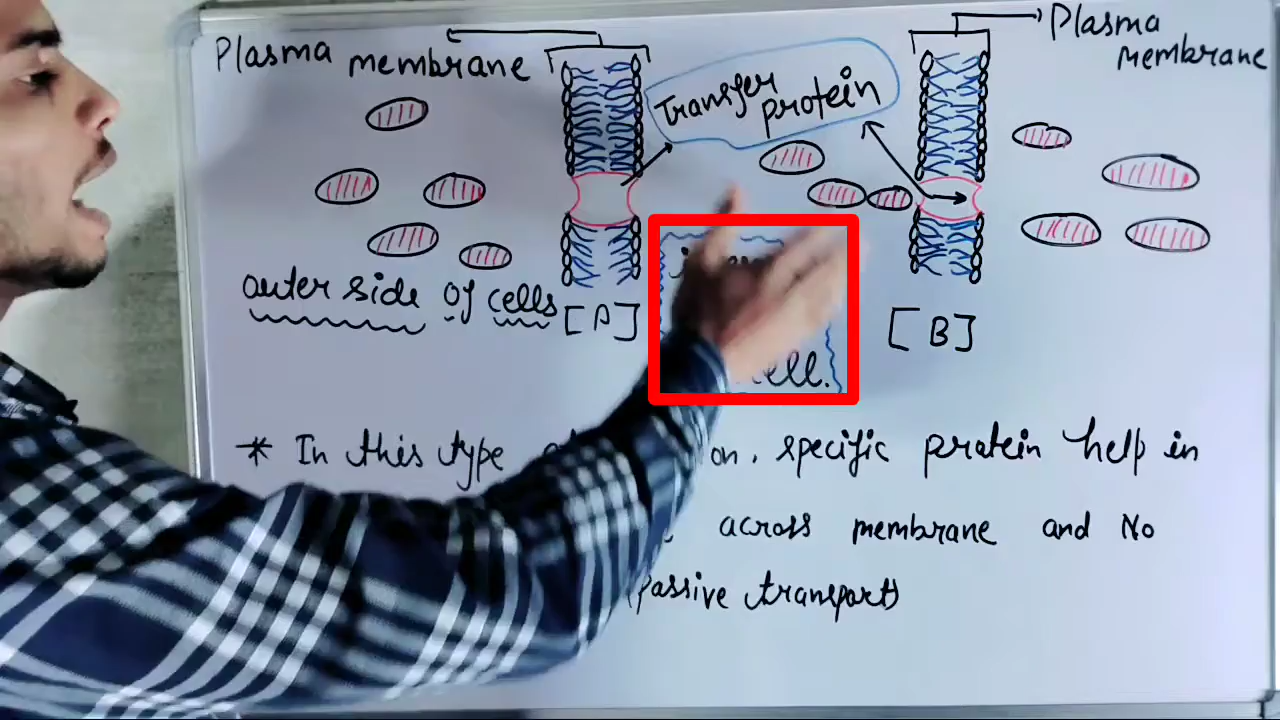 Plasma membrane
Plasma
membrane
Transfer
protein
outer side of cells
[A]
[B]
* In this type on, specific protein help in
across membrane and No
(passive transport)